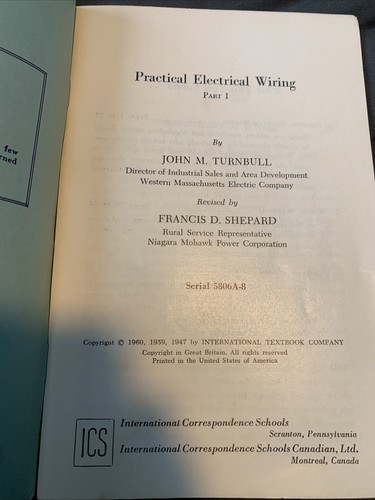 few
rned
Practical Electrical Wiring
PART 1
By
JOHN M. TURNBULL
Director of Industrial Sales and Area Development
Western Massachusetts Electric Company
Revised by
FRANCIS D. SHEPARD
Rural Service Representative
Niagara Mohawk Power Corporation
Serial 5806A-8
Copyright © 1960, 1959, 1947 by INTERNATIONAL TEXTBOOK COMPANY
Copyright in Great Britain. All rights reserved
Printed in the United States of America
ICS
International Correspondence Schools
Scranton, Pennsylvania
International Correspondence Schools Canadian, Ltd.
Montreal, Canada